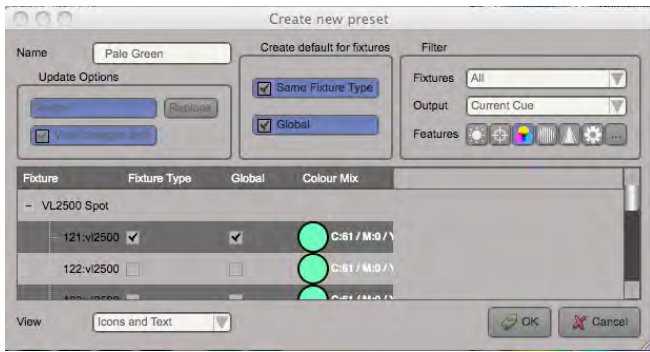 Create new preset
Name
Pale Green
Create default for fixtures
Filter
Update Options
Replace
Same Fixture Type
Global
Fixtures
All
Output
Current Cue
Features
...
Fixture
Fixture Type
Global
Colour Mix
− VL2500 Spot
121:vl2500
C:61 / M:0 / Y
122:vl2500
C:61 / M:0 / Y
View
Icons and Text
OK
Cancel